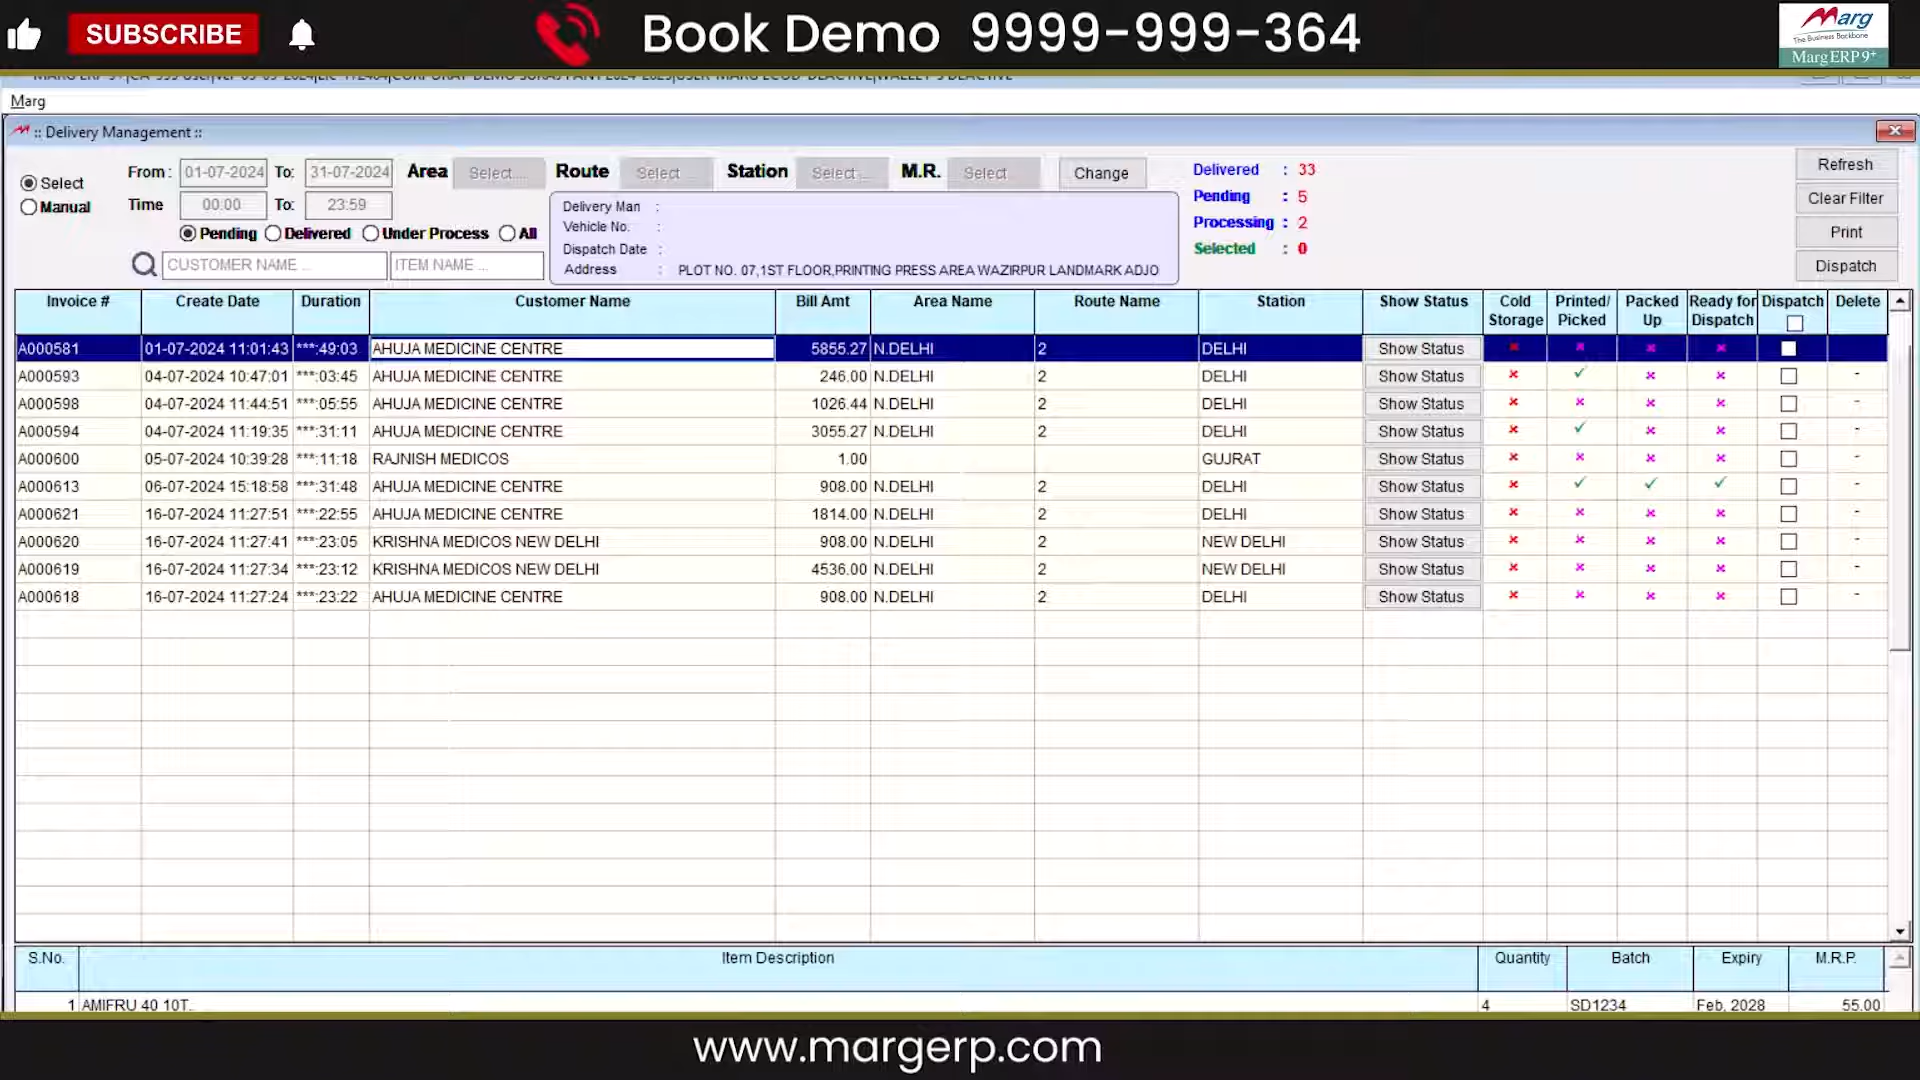 SUBSCRIBE
Book Demo 9999-999-364
Marg
The Business Backbone
Marg ERP 9+
Marg
:: Delivery Management ::
Select
Manual
From : 01-07-2024 To: 31-07-2024 Area Select... Route Select Station Select ... M.R. Select Change
Time 00:00 To: 23:59
Pending Delivered Under Process All
CUSTOMER NAME ... ITEM NAME ...
Delivery Man :
Vehicle No. :
Dispatch Date :
Address : PLOT NO. 07,1ST FLOOR,PRINTING PRESS AREA WAZIRPUR LANDMARK ADJO
Delivered : 33
Pending : 5
Processing : 2
Selected : 0
Refresh
Clear Filter
Print
Dispatch
Invoice # Create Date Duration Customer Name Bill Amt Area Name Route Name Station Show Status Cold Storage Printed/ Picked Packed Up Ready for Dispatch Dispatch Delete
A000581 01-07-2024 11:01:43 ***:49:03 AHUJA MEDICINE CENTRE 5855.27 N.DELHI 2 DELHI Show Status
A000593 04-07-2024 10:47:01 ***:03:45 AHUJA MEDICINE CENTRE 246.00 N.DELHI 2 DELHI Show Status -
A000598 04-07-2024 11:44:51 ***:05:55 AHUJA MEDICINE CENTRE 1026.44 N.DELHI 2 DELHI Show Status -
A000594 04-07-2024 11:19:35 ***:31:11 AHUJA MEDICINE CENTRE 3055.27 N.DELHI 2 DELHI Show Status -
A000600 05-07-2024 10:39:28 ***:11:18 RAJNISH MEDICOS 1.00 GUJRAT Show Status -
A000613 06-07-2024 15:18:58 ***:31:48 AHUJA MEDICINE CENTRE 908.00 N.DELHI 2 DELHI Show Status -
A000621 16-07-2024 11:27:51 ***:22:55 AHUJA MEDICINE CENTRE 1814.00 N.DELHI 2 DELHI Show Status -
A000620 16-07-2024 11:27:41 ***:23:05 KRISHNA MEDICOS NEW DELHI 908.00 N.DELHI 2 NEW DELHI Show Status -
A000619 16-07-2024 11:27:34 ***:23:12 KRISHNA MEDICOS NEW DELHI 4536.00 N.DELHI 2 NEW DELHI Show Status -
A000618 16-07-2024 11:27:24 ***:23:22 AHUJA MEDICINE CENTRE 908.00 N.DELHI 2 DELHI Show Status -
S.No. Item Description Quantity Batch Expiry M.R.P.
1 AMIFRU 40 10T.. 4 SD1234 Feb, 2028 55.00
www.margerp.com